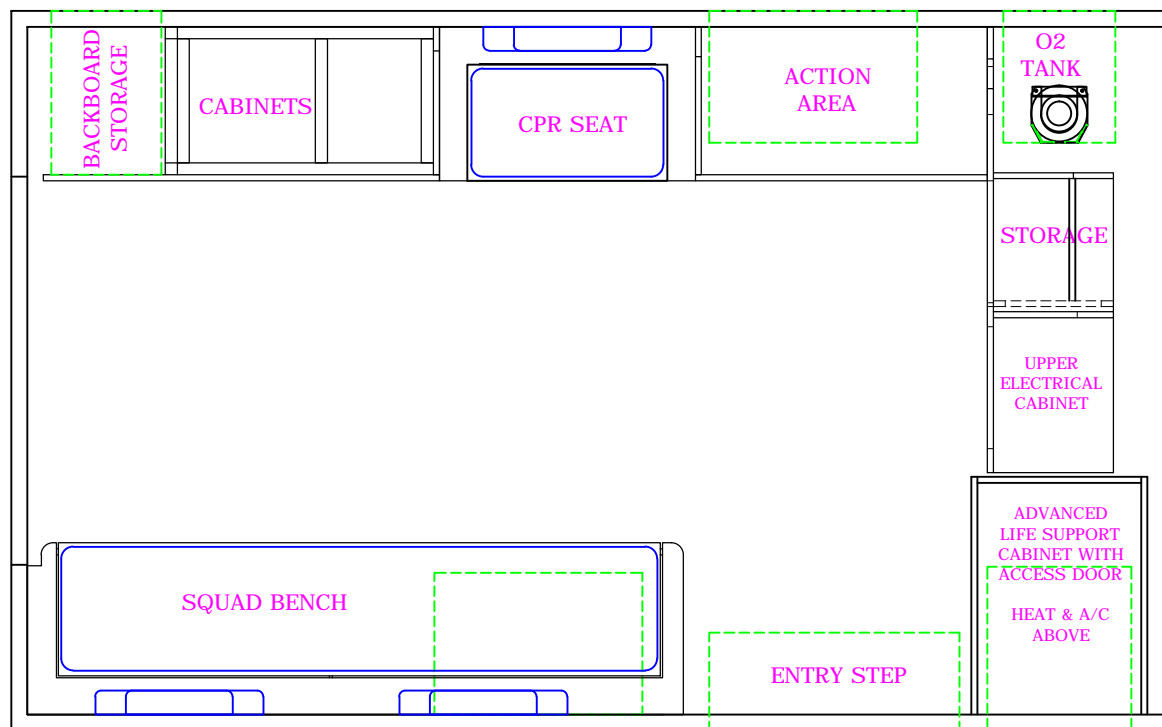 BACKBOARD
STORAGE
CABINETS
CPR SEAT
ACTION
AREA
O2
TANK
STORAGE
UPPER
ELECTRICAL
CABINET
ADVANCED
LIFE SUPPORT
CABINET WITH
ACCESS DOOR
HEAT & A/C
ABOVE
SQUAD BENCH
ENTRY STEP